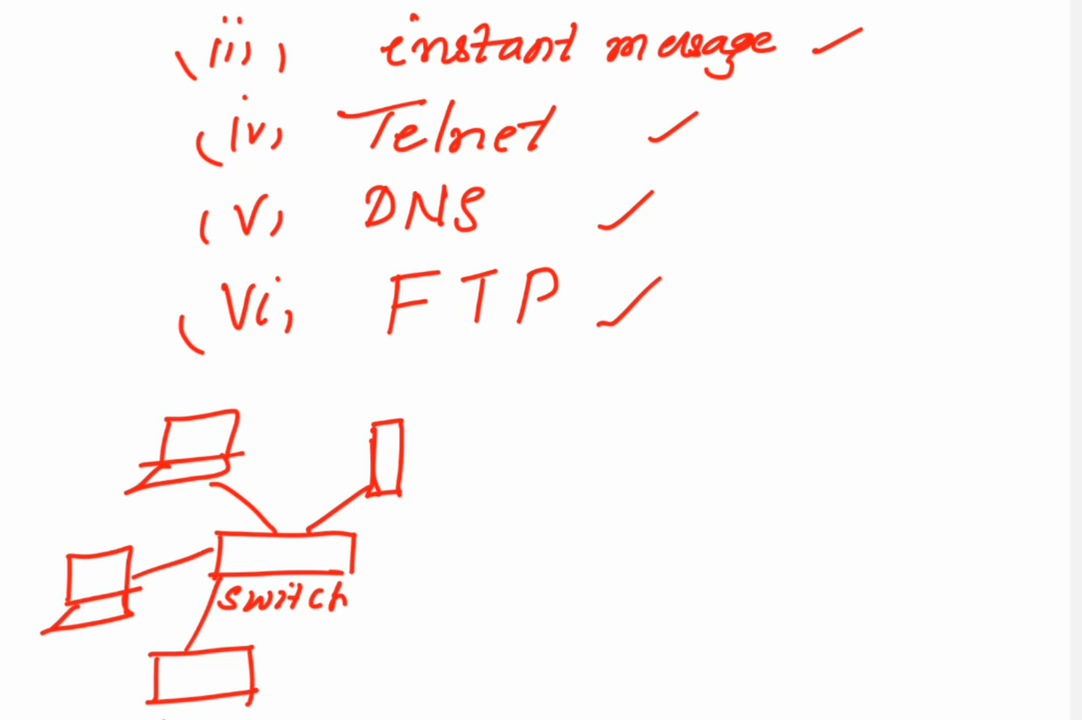 (iii) instant message
(iv) Telnet
(v) DNS
(vi) FTP
switch